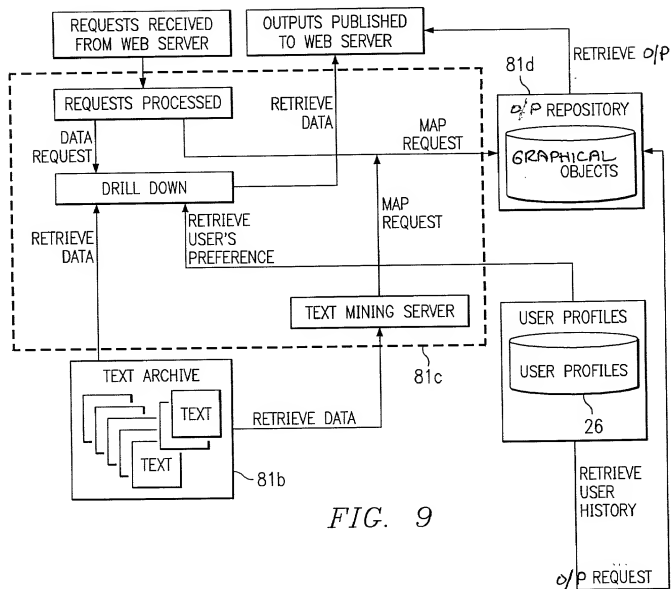 REQUESTS RECEIVED
FROM WEB SERVER
OUTPUTS PUBLISHED
TO WEB SERVER
RETRIEVE O/P
81d
REQUESTS PROCESSED
RETRIEVE
DATA
O/P REPOSITORY
DATA
REQUEST
MAP
REQUEST
GRAPHICAL
OBJECTS
DRILL DOWN
RETRIEVE
DATA
RETRIEVE
USER'S
PREFERENCE
MAP
REQUEST
TEXT MINING SERVER
USER PROFILES
USER PROFILES
81c
TEXT ARCHIVE
TEXT
TEXT
RETRIEVE DATA
26
81b
RETRIEVE
USER
HISTORY
FIG. 9
O/P REQUEST